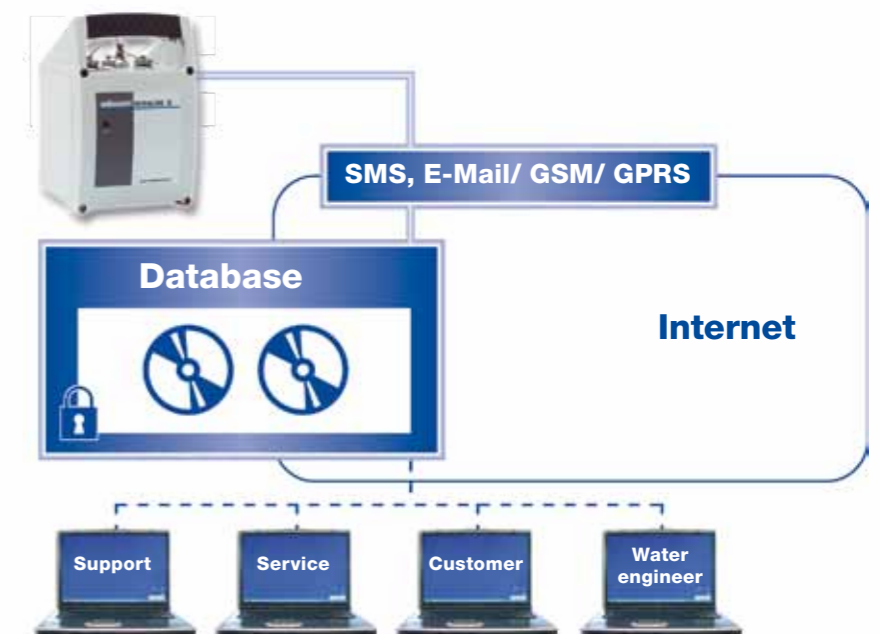 SMS, E-Mail/ GSM/ GPRS
Database
Internet
Support
Service
Customer
Water
engineer